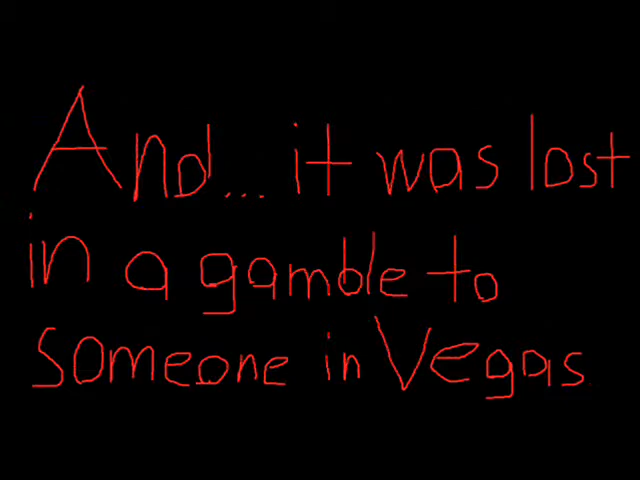 And... it was lost
in a gamble to
someone in Vegas.